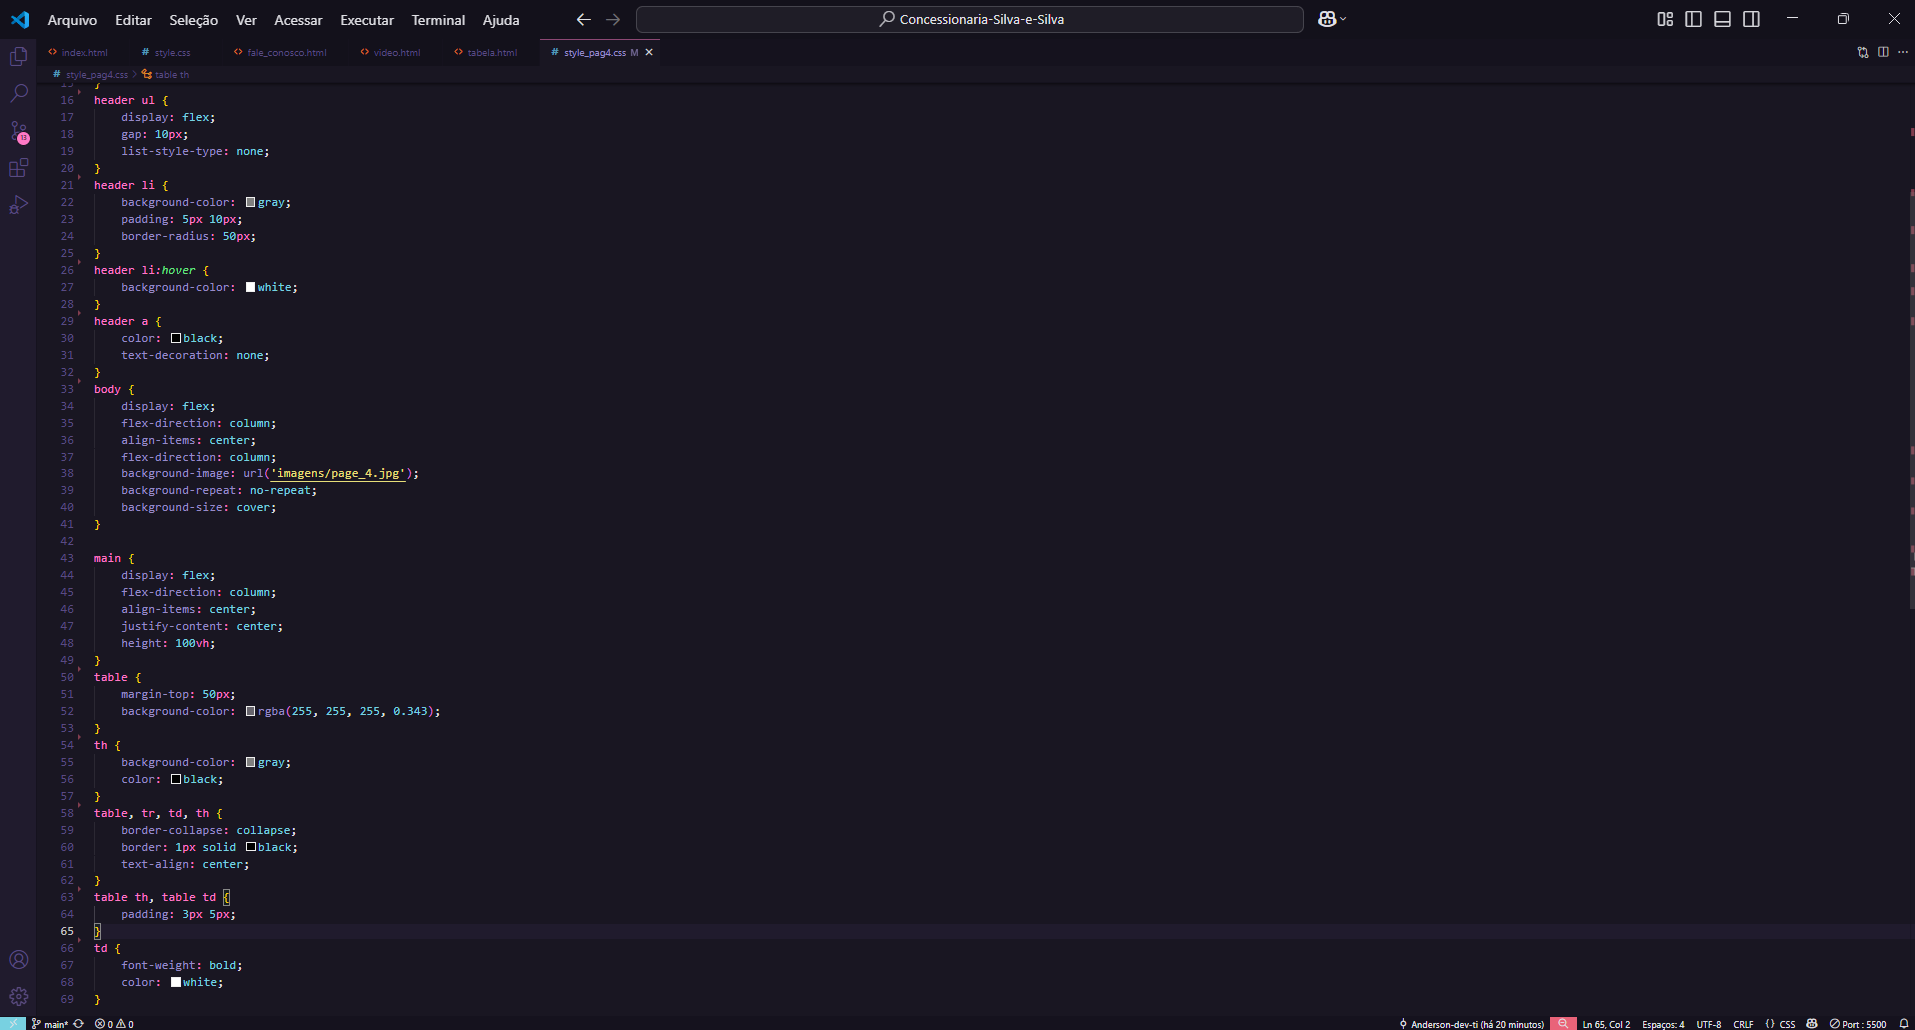 Arquivo Editar Seleção Ver Acessar Executar Terminal Ajuda
Concessionaria-Silva-e-Silva
index.html # style.css fale_conosco.html video.html tabela.html # style_pag4.css M
# style_pag4.css > table th
15 }
16 header ul {
17 display: flex;
18 gap: 10px;
19 list-style-type: none;
20 }
21 header li {
22 background-color: gray;
23 padding: 5px 10px;
24 border-radius: 50px;
25 }
26 header li:hover {
27 background-color: white;
28 }
29 header a {
30 color: black;
31 text-decoration: none;
32 }
33 body {
34 display: flex;
35 flex-direction: column;
36 align-items: center;
37 flex-direction: column;
38 background-image: url('imagens/page_4.jpg');
39 background-repeat: no-repeat;
40 background-size: cover;
41 }
42
43 main {
44 display: flex;
45 flex-direction: column;
46 align-items: center;
47 justify-content: center;
48 height: 100vh;
49 }
50 table {
51 margin-top: 50px;
52 background-color: rgba(255, 255, 255, 0.343);
53 }
54 th {
55 background-color: gray;
56 color: black;
57 }
58 table, tr, td, th {
59 border-collapse: collapse;
60 border: 1px solid black;
61 text-align: center;
62 }
63 table th, table td {
64 padding: 3px 5px;
65 }
66 td {
67 font-weight: bold;
68 color: white;
69 }
13
main* 0 0 Anderson-dev-ti (há 20 minutos) Ln 65, Col 2 Espaços: 4 UTF-8 CRLF {} CSS Port : 5500